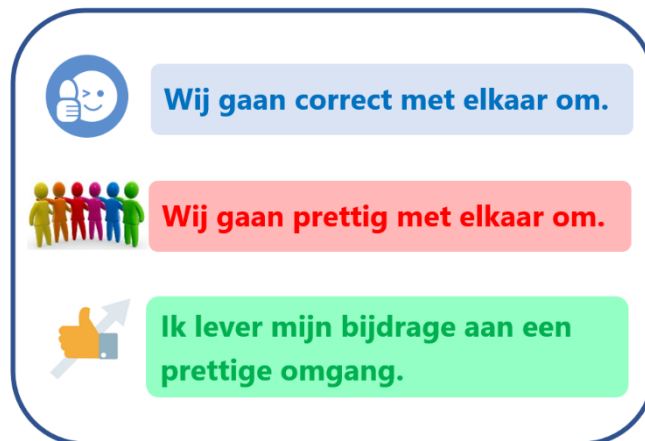 Wij gaan correct met elkaar om.
Wij gaan prettig met elkaar om.
Ik lever mijn bijdrage aan een
prettige omgang.